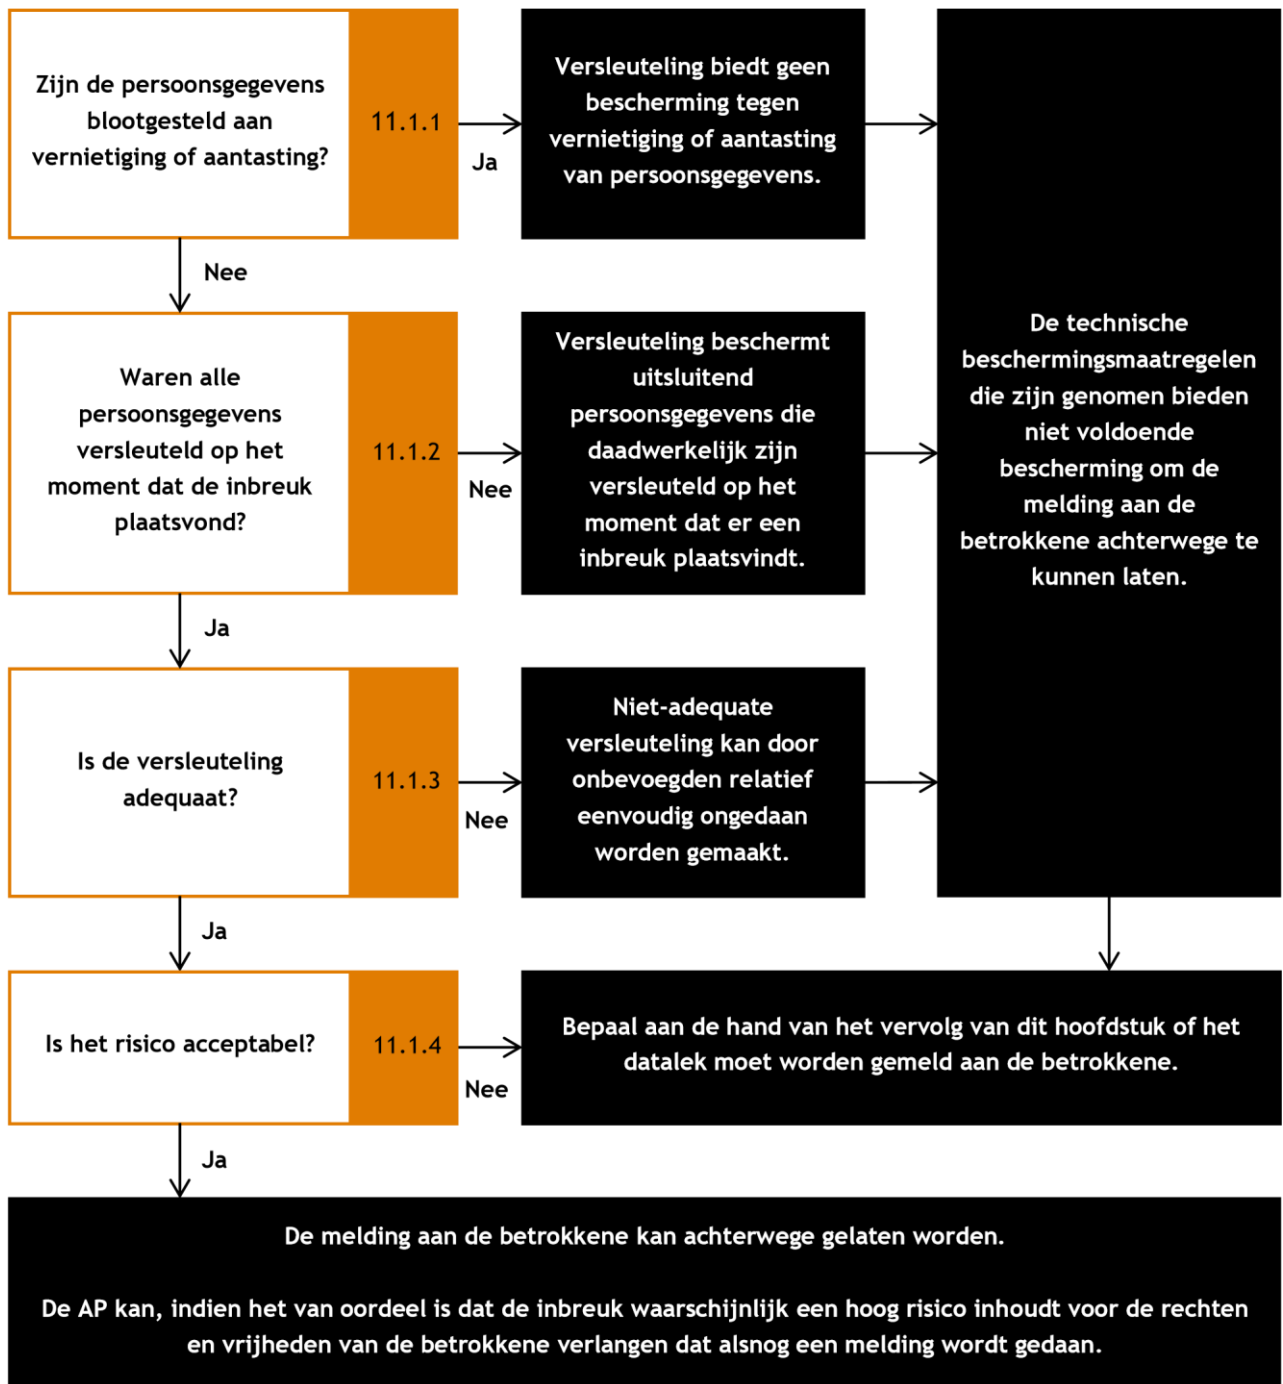 Zijn de persoonsgegevens
blootgesteld aan
vernietiging of aantasting?
11.1.1
Ja
Versleuteling biedt geen
bescherming tegen
vernietiging of aantasting
van persoonsgegevens.
Nee
Waren alle
persoonsgegevens
versleuteld op het
moment dat de inbreuk
plaatsvond?
11.1.2
Nee
Versleuteling beschermt
uitsluitend
persoonsgegevens die
daadwerkelijk zijn
versleuteld op het
moment dat er een
inbreuk plaatsvindt.
De technische
beschermingsmaatregelen
die zijn genomen bieden
niet voldoende
bescherming om de
melding aan de
betrokkene achterwege te
kunnen laten.
Ja
Is de versleuteling
adequaat?
11.1.3
Nee
Niet-adequate
versleuteling kan door
onbevoegden relatief
eenvoudig ongedaan
worden gemaakt.
Ja
Is het risico acceptabel?
11.1.4
Nee
Bepaal aan de hand van het vervolg van dit hoofdstuk of het
datalek moet worden gemeld aan de betrokkene.
Ja
De melding aan de betrokkene kan achterwege gelaten worden.
De AP kan, indien het van oordeel is dat de inbreuk waarschijnlijk een hoog risico inhoudt voor de rechten
en vrijheden van de betrokkene verlangen dat alsnog een melding wordt gedaan.